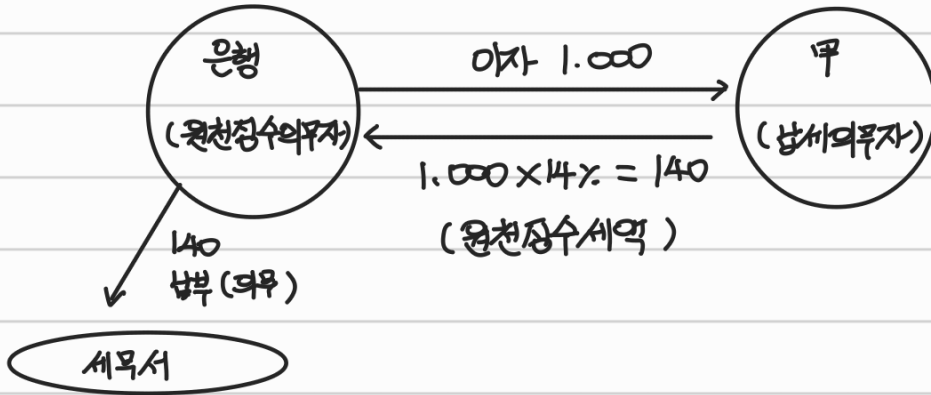 은행
(원천징수의무자)
이자 1.000
甲
(납세의무자)
1.000×14% = 140
(원천징수세액)
140
납부(의무)
세무서